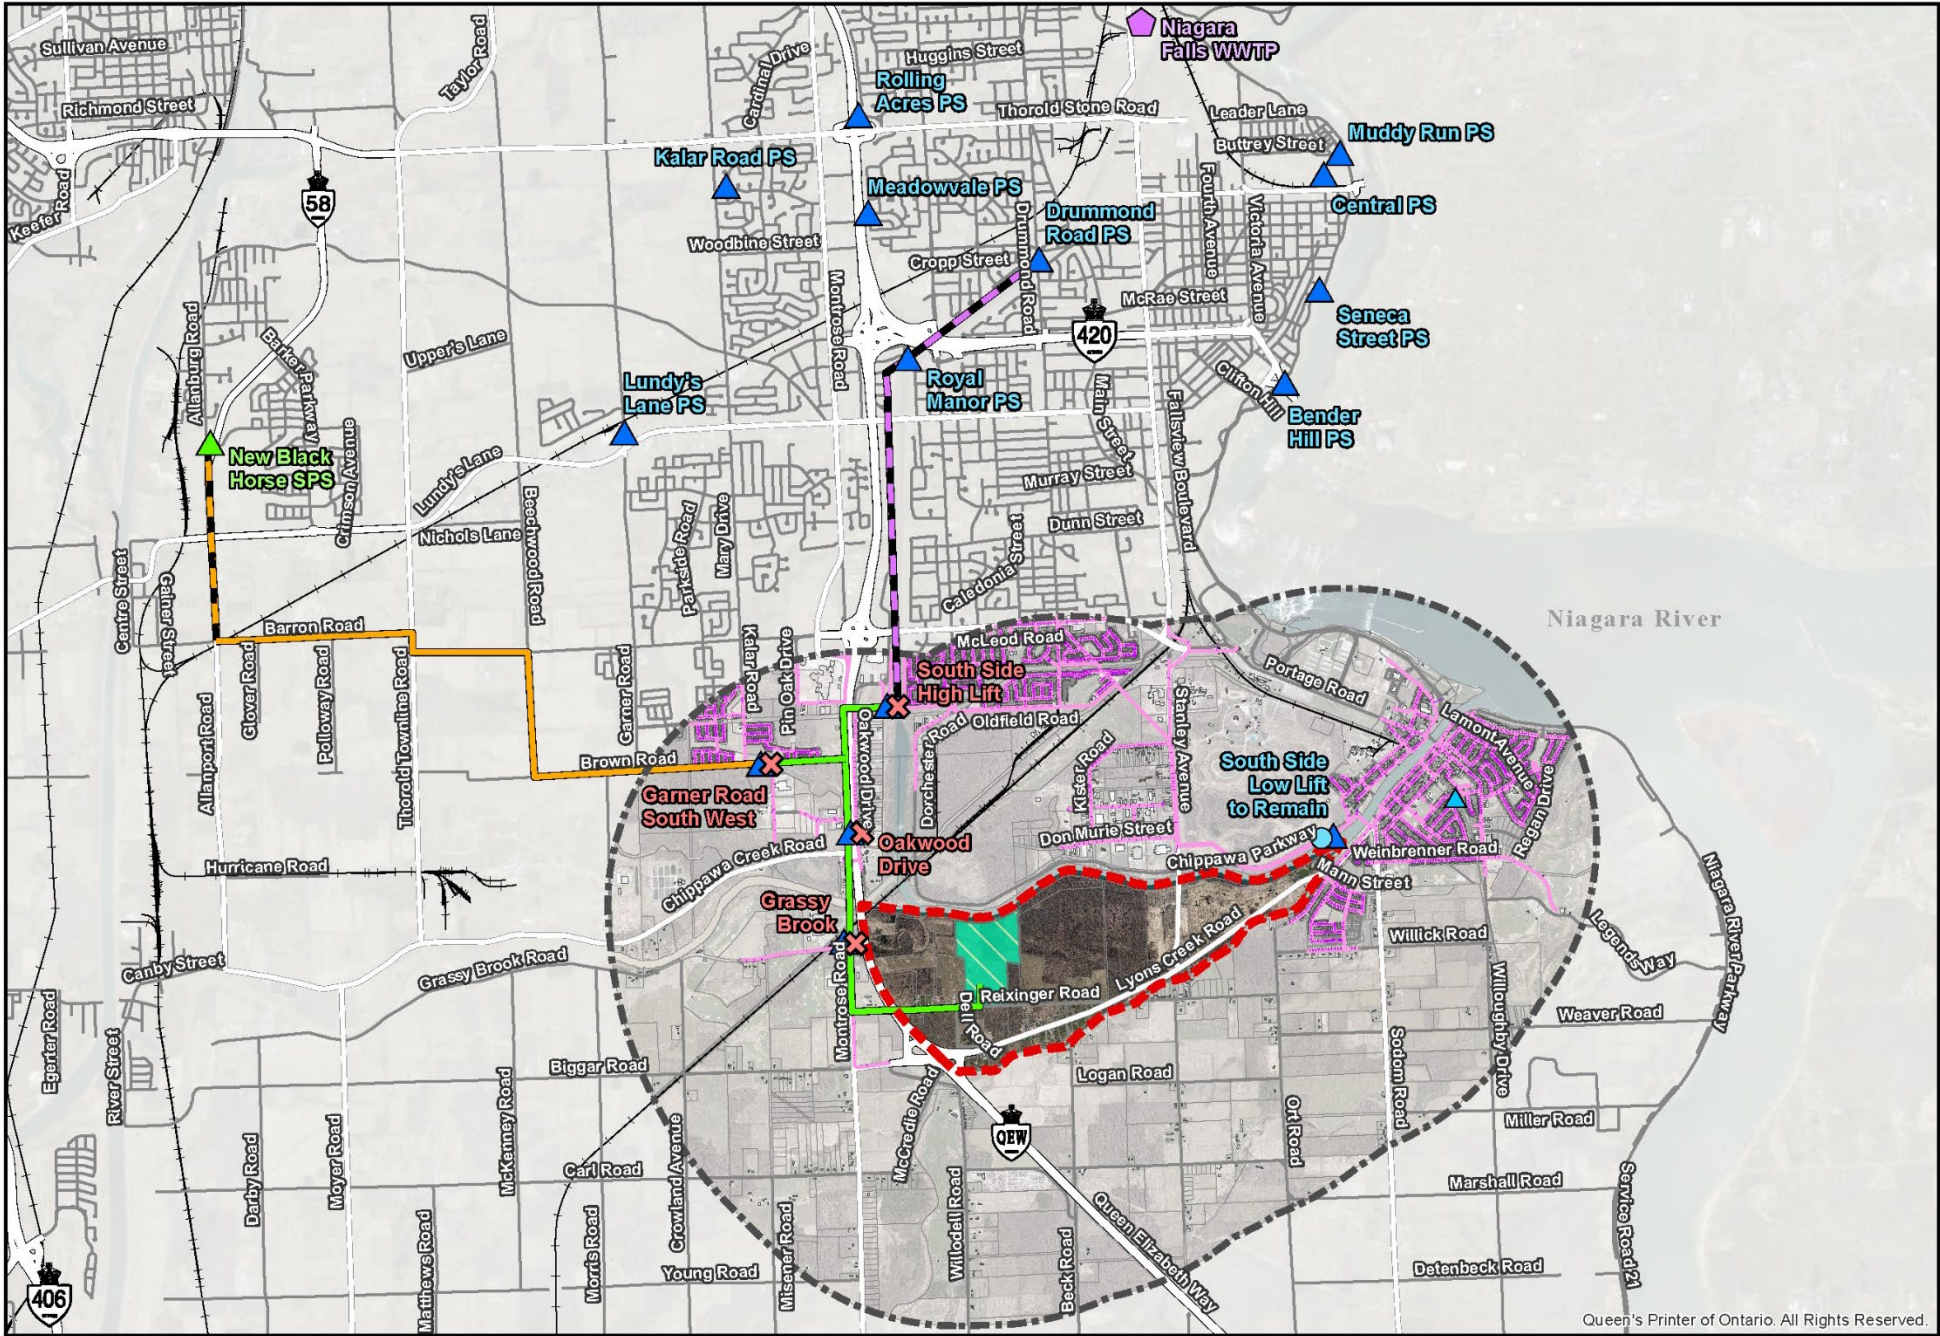 Sullivan Avenue
Taylor Road
Cardinal Drive
Huggins Street
Niagara
Falls WWTP
Richmond Street
Rolling
Acres PS
Thorold Stone Road
Leader Lane
Buttrey Street
Muddy Run PS
Keefer Road
58
Kalar Road PS
Meadowvale PS
Drummond
Road PS
Fourth Avenue
Victoria Avenue
Central PS
Woodbine Street
Cropp Street
Drummond Road
McRae Street
Allanburg Road
Barker Parkway
Upper's Lane
Montrose Road
420
Seneca
Street PS
Lundy's
Lane PS
Royal
Manor PS
Main Street
Clifton Hill
Bender
Hill PS
New Black
Horse SPS
Crimson Avenue
Lundy's Lane
Murray Street
Fallsview Boulevard
Nichols Lane
Beechwood Road
Parkside Road
Mary Drive
Dunn Street
Centre Street
Gainer Street
Caledonia Street
Niagara River
Barron Road
McLeod Road
Glover Road
Polloway Road
Thorold Townline Road
Garner Road
Kalar Road
Pin Oak Drive
South Side
High Lift
Portage Road
Allanport Road
Oakwood Drive
Dorchester Road
Oldfield Road
Stanley Avenue
Lamont Avenue
Brown Road
Kister Road
South Side
Low Lift
to Remain
Regan Drive
Garner Road
South West
Don Murie Street
Chippawa Parkway
Weinbrenner Road
Hurricane Road
Chippawa Creek Road
Oakwood
Drive
Mann Street
Niagara River Parkway
Grassy
Brook
Lyons Creek Road
Willick Road
Legends Way
Canby Street
Grassy Brook Road
Montrose Road
Dell Road
Reixinger Road
Willoughby Drive
Weaver Road
Egerter Road
River Street
Biggar Road
McCredie Road
Logan Road
Sodom Road
Ort Road
Miller Road
QEW
Darby Road
Moyer Road
McKenney Road
Carl Road
Crowland Avenue
Willodell Road
Marshall Road
Service Road 21
Matthews Road
Morris Road
Young Road
Misener Road
Beck Road
Queen Elizabeth Way
Detenbeck Road
406
Queen's Printer of Ontario. All Rights Reserved.